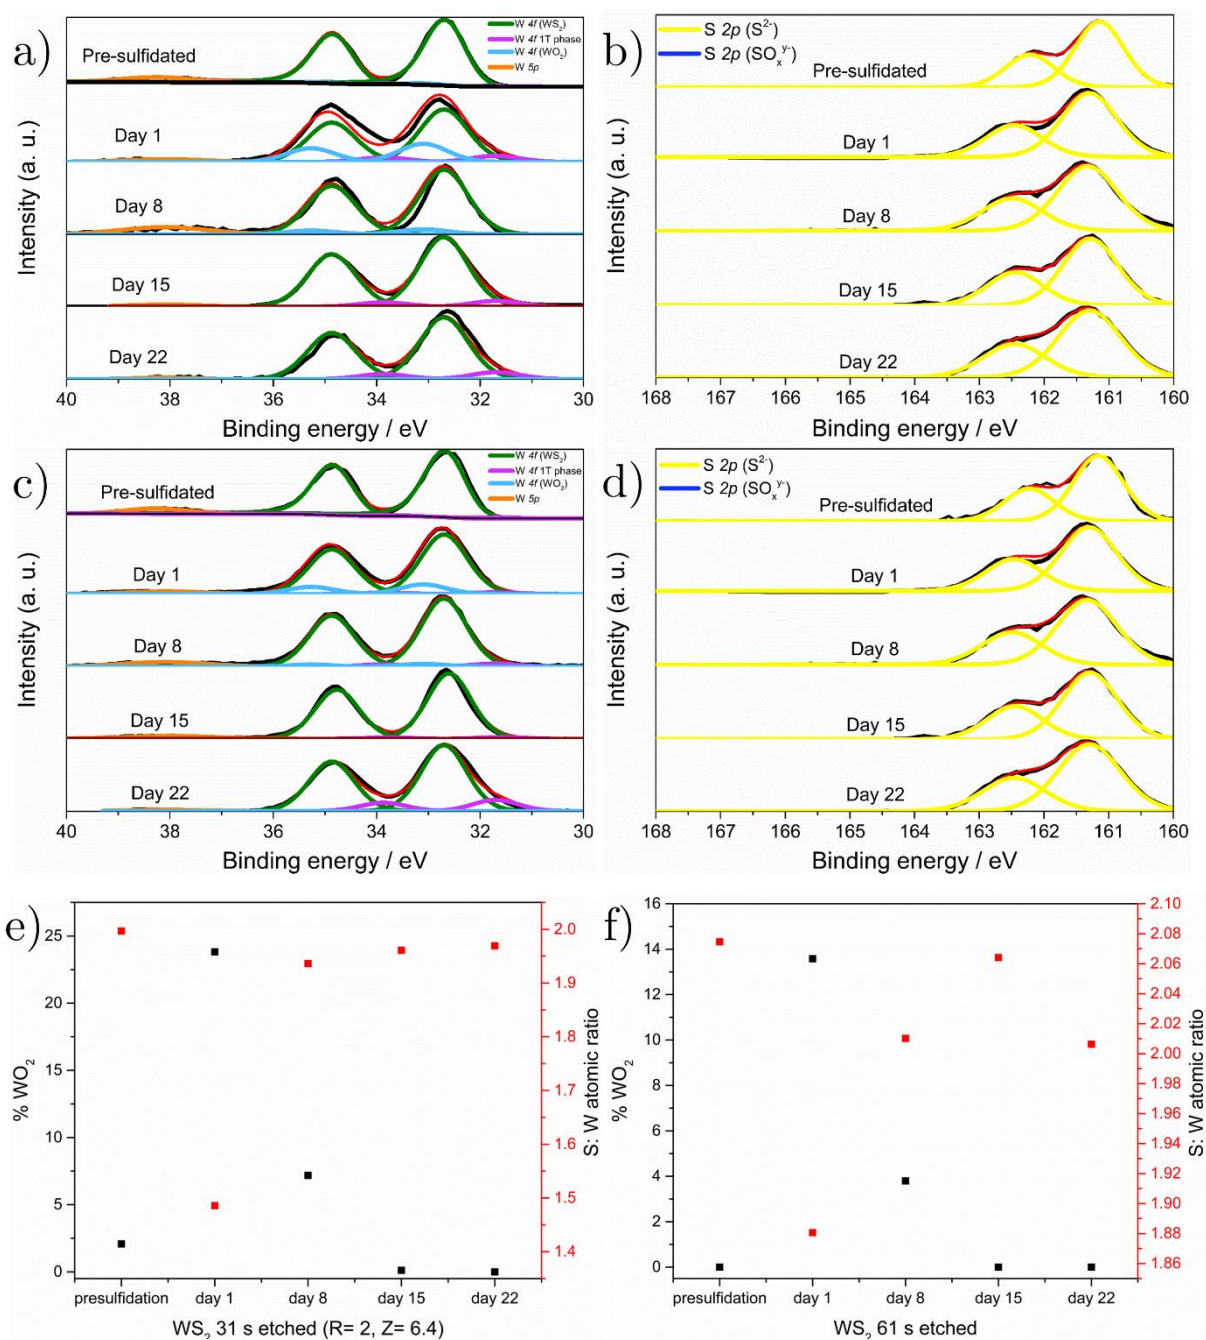 a)
Pre-sulfidated
W 4f (WS₂)
W 4f 1T phase
W 4f (WO₂)
W 5p
Day 1
Day 8
Day 15
Day 22
Intensity (a. u.)
40 38 36 34 32 30
Binding energy / eV
b)
S 2p (S²⁻)
S 2p (SOₓʸ⁻)
Pre-sulfidated
Day 1
Day 8
Day 15
Day 22
Intensity (a. u.)
168 167 166 165 164 163 162 161 160
Binding energy / eV
c)
Pre-sulfidated
W 4f (WS₂)
W 4f 1T phase
W 4f (WO₂)
W 5p
Day 1
Day 8
Day 15
Day 22
Intensity (a. u.)
40 38 36 34 32 30
Binding energy / eV
d)
S 2p (S²⁻)
S 2p (SOₓʸ⁻)
Pre-sulfidated
Day 1
Day 8
Day 15
Day 22
Intensity (a. u.)
168 167 166 165 164 163 162 161 160
Binding energy / eV
e)
25
20
15
10
5
0
% WO₂
2.0
1.9
1.8
1.7
1.6
1.5
1.4
S: W atomic ratio
presulfidation day 1 day 8 day 15 day 22
WS₂ 31 s etched (R= 2, Z= 6.4)
f)
16
14
12
10
8
6
4
2
0
% WO₂
2.10
2.08
2.06
2.04
2.02
2.00
1.98
1.96
1.94
1.92
1.90
1.88
1.86
S: W atomic ratio
presulfidation day 1 day 8 day 15 day 22
WS₂ 61 s etched